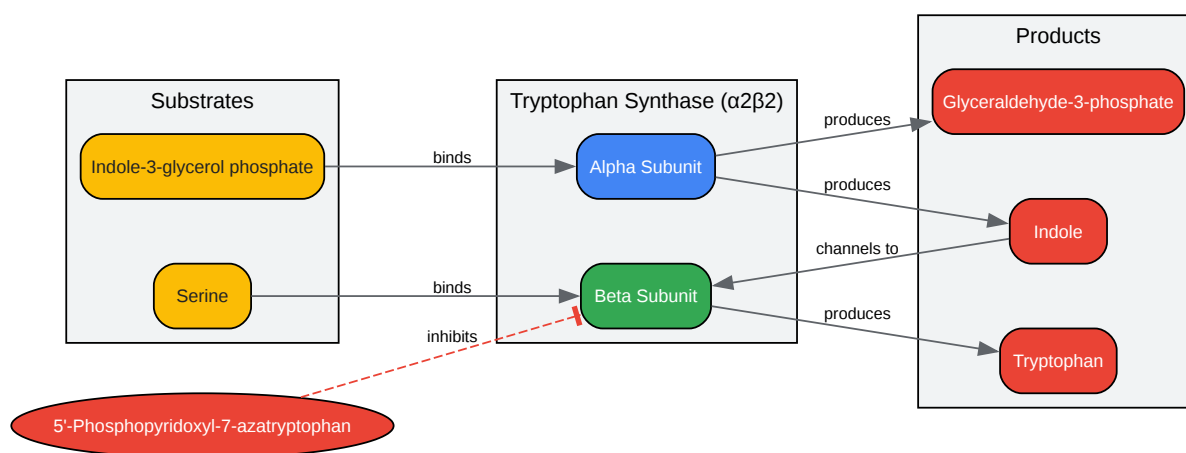 Products
Substrates
Tryptophan Synthase (α2β2)
Glyceraldehyde-3-phosphate
produces
Indole-3-glycerol phosphate
binds
Alpha Subunit
produces
Indole
channels to
Serine
binds
Beta Subunit
produces
inhibits
Tryptophan
5'-Phosphopyridoxyl-7-azatryptophan